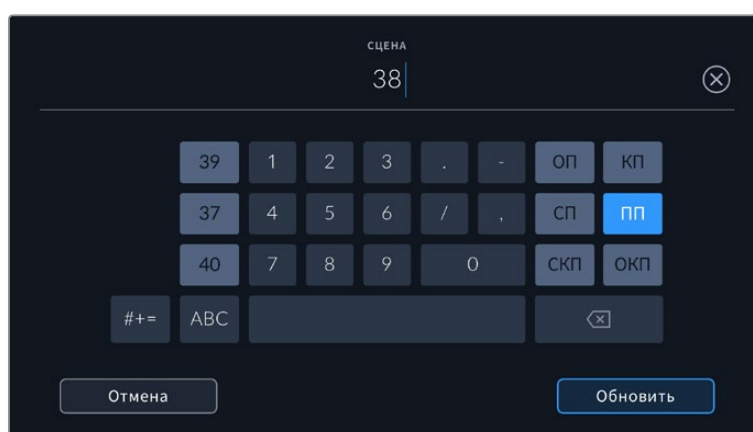 СЦЕНА
38
39 1 2 3 . - ОП КП
37 4 5 6 / , СП ПП
40 7 8 9 0 СКП ОКП
#+= ABC
Отмена Обновить